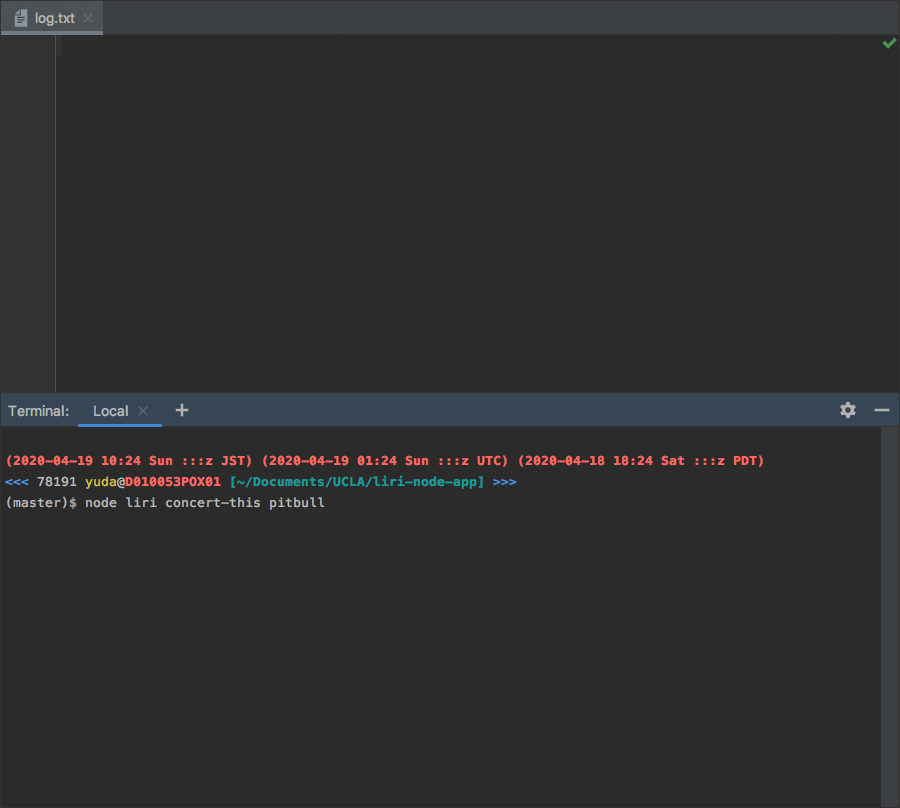 log.txt
Terminal: Local +
(2020-04-19 10:24 Sun :::z JST) (2020-04-19 01:24 Sun :::z UTC) (2020-04-18 18:24 Sat :::z PDT)
<<< 78191 yuda@D010053POX01 [~/Documents/UCLA/liri-node-app] >>>
(master)$ node liri concert-this pitbull